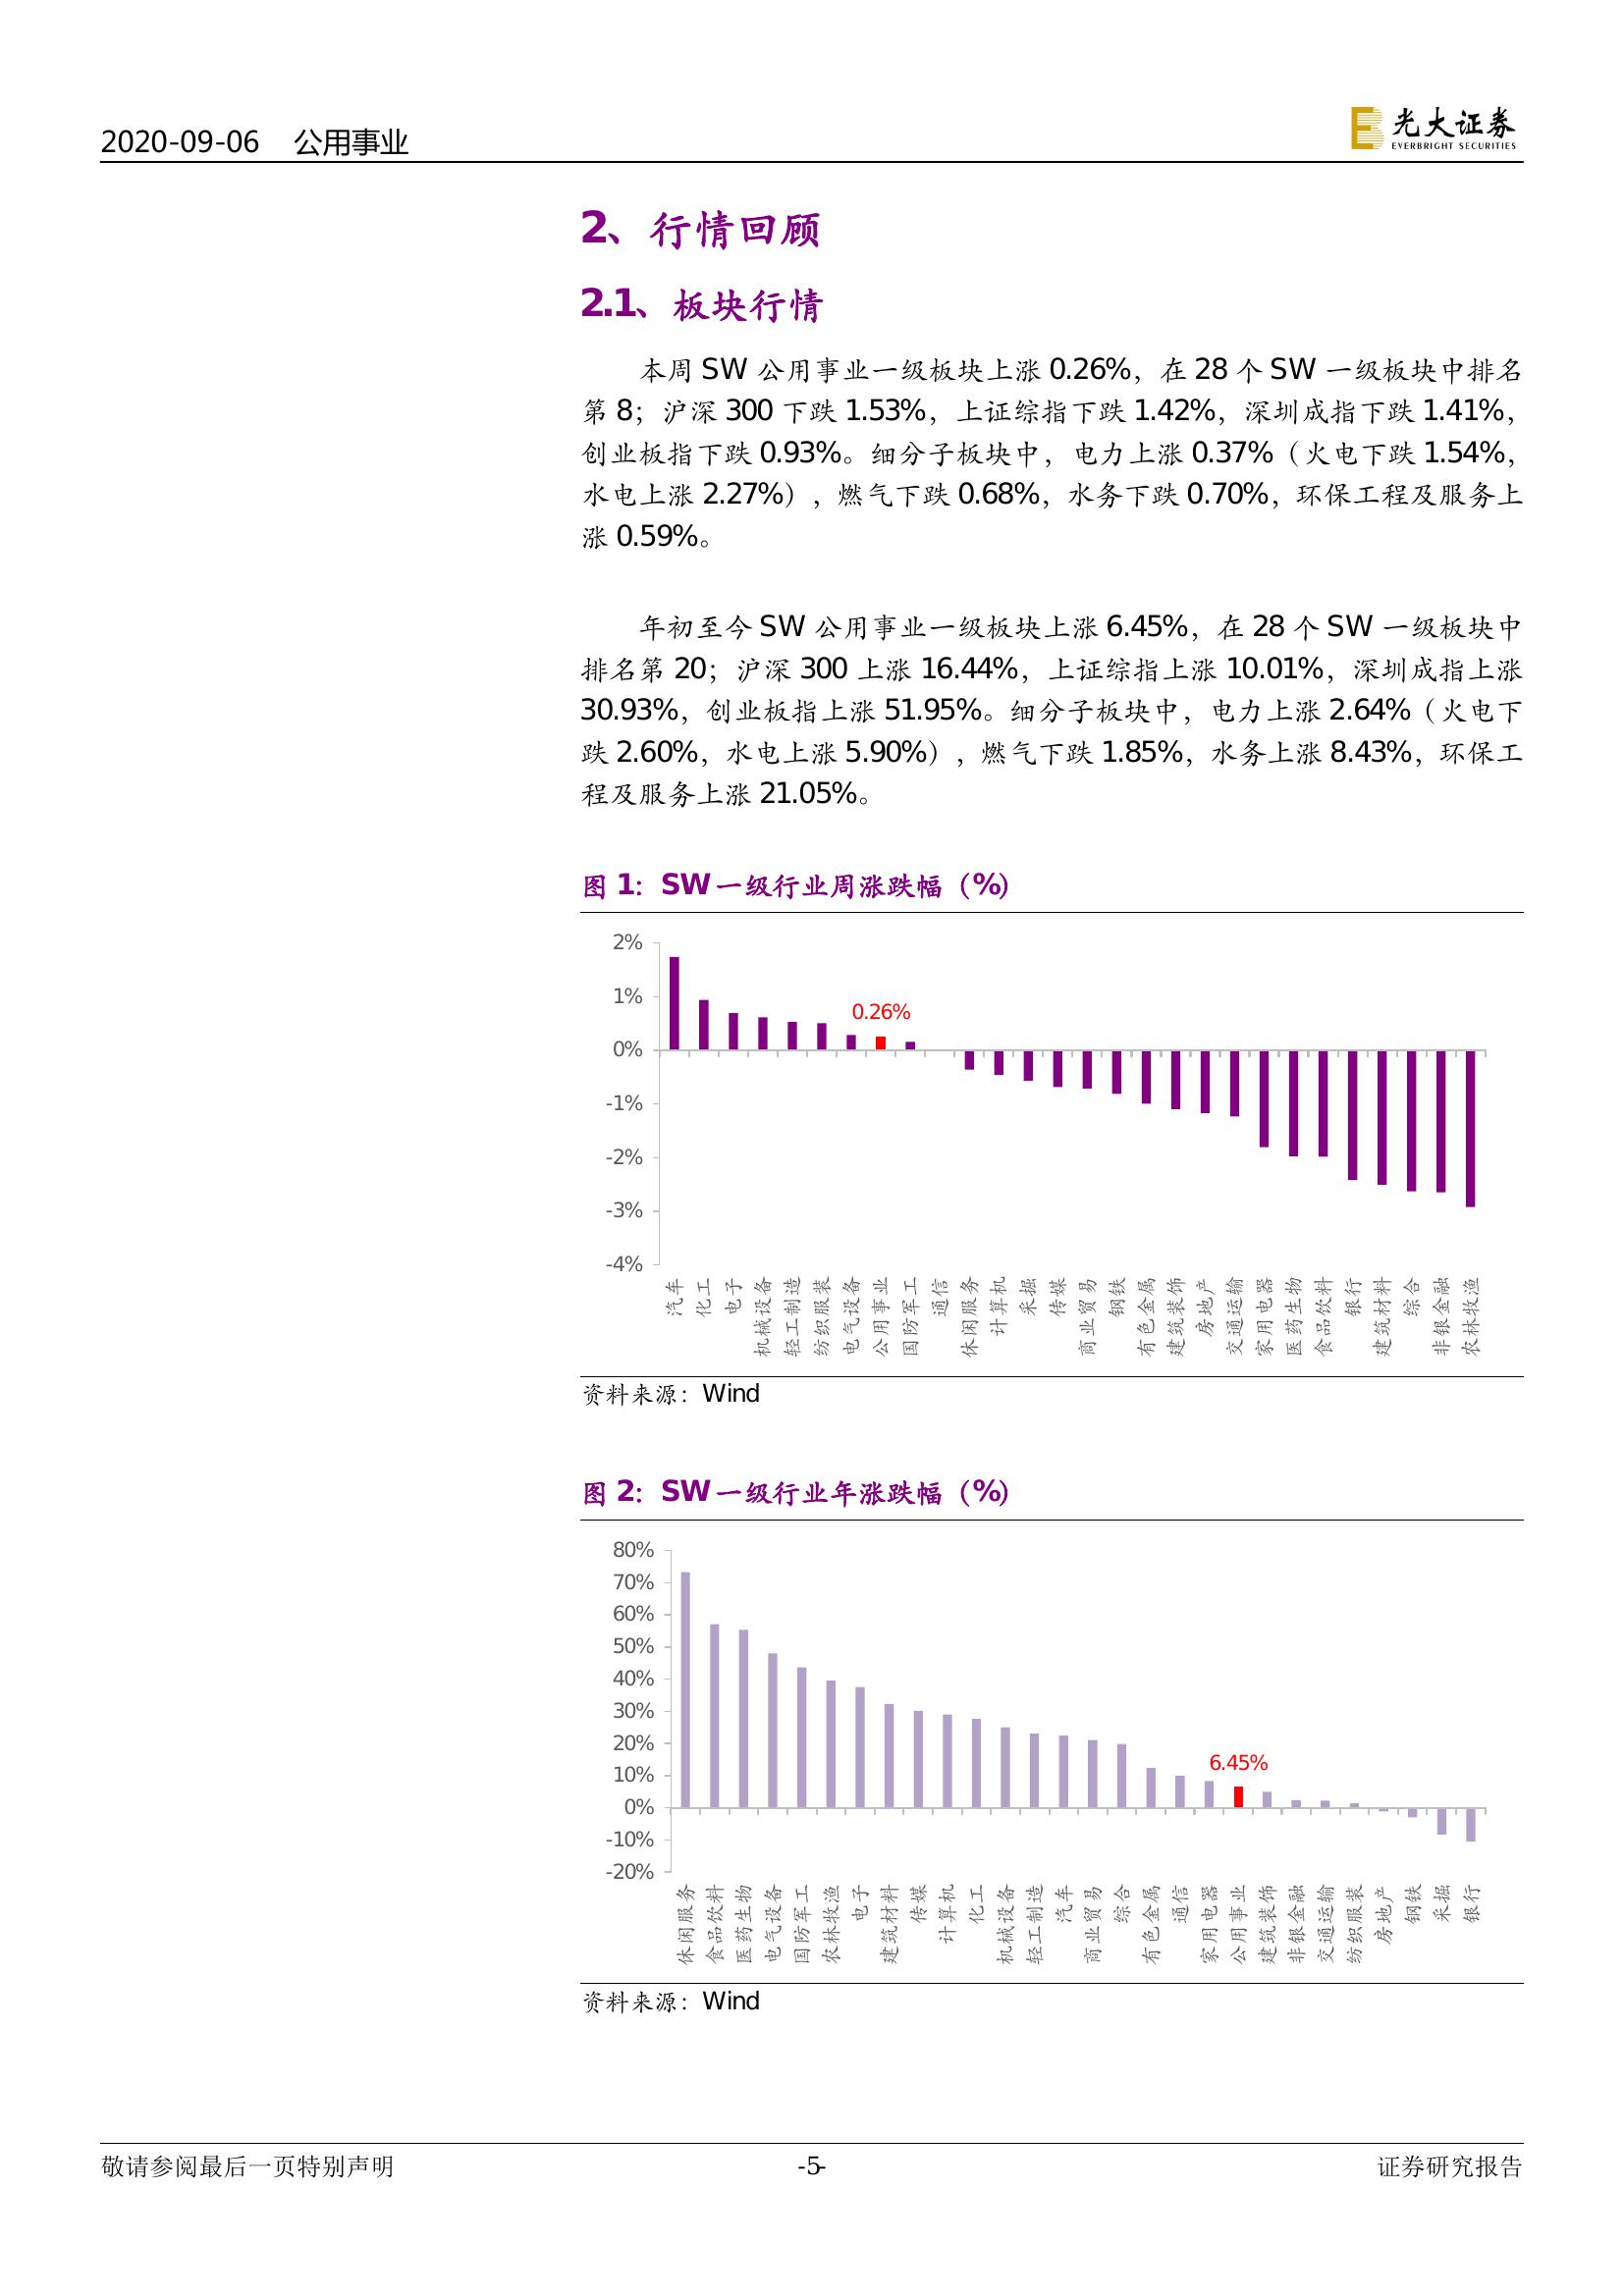 2020-09-06 公用事业
光大证券
EVERBRIGHT SECURITIES
2、行情回顾
2.1、板块行情
本周 SW 公用事业一级板块上涨 0.26%，在 28 个 SW 一级板块中排名
第 8；沪深 300 下跌 1.53%，上证综指下跌 1.42%，深圳成指下跌 1.41%，
创业板指下跌 0.93%。细分子板块中，电力上涨 0.37%（火电下跌 1.54%，
水电上涨 2.27%），燃气下跌 0.68%，水务下跌 0.70%，环保工程及服务上
涨 0.59%。
年初至今 SW 公用事业一级板块上涨 6.45%，在 28 个 SW 一级板块中
排名第 20；沪深 300 上涨 16.44%，上证综指上涨 10.01%，深圳成指上涨
30.93%，创业板指上涨 51.95%。细分子板块中，电力上涨 2.64%（火电下
跌 2.60%，水电上涨 5.90%），燃气下跌 1.85%，水务上涨 8.43%，环保工
程及服务上涨 21.05%。
图 1：SW 一级行业周涨跌幅（%）
2%
1%
0%
-1%
-2%
-3%
-4%
0.26%
汽车
化工
电子
机械设备
轻工制造
纺织服装
电气设备
公用事业
国防军工
通信
休闲服务
计算机
采掘
传媒
商业贸易
钢铁
有色金属
建筑装饰
房地产
交通运输
家用电器
医药生物
食品饮料
银行
建筑材料
综合
非银金融
农林牧渔
资料来源：Wind
图 2：SW 一级行业年涨跌幅（%）
80%
70%
60%
50%
40%
30%
20%
10%
0%
-10%
-20%
6.45%
休闲服务
食品饮料
医药生物
电气设备
国防军工
农林牧渔
电子
建筑材料
传媒
计算机
化工
机械设备
轻工制造
汽车
商业贸易
综合
有色金属
通信
家用电器
公用事业
建筑装饰
非银金融
交通运输
纺织服装
房地产
钢铁
采掘
银行
资料来源：Wind
敬请参阅最后一页特别声明
-5-
证券研究报告